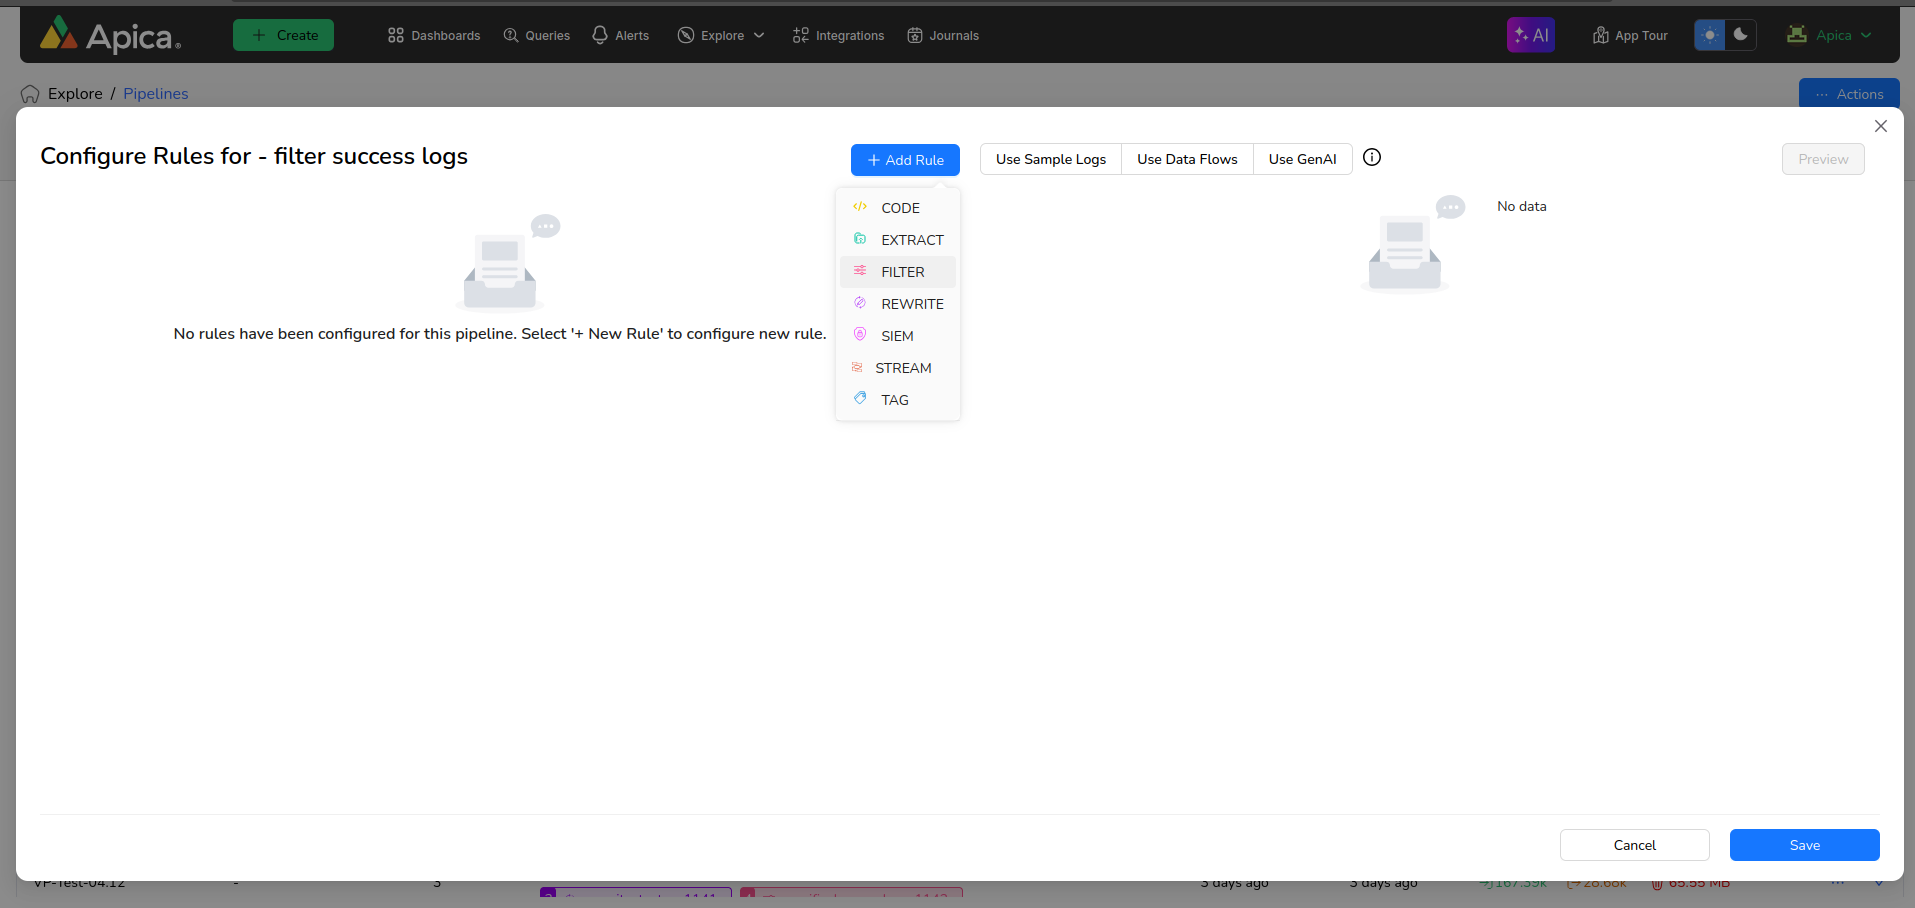 Apica
Create
Dashboards
Queries
Alerts
Explore
Integrations
Journals
AI
App Tour
Apica
Explore / Pipelines
Actions
Configure Rules for - filter success logs
Add Rule
Use Sample Logs
Use Data Flows
Use GenAI
Preview
CODE
EXTRACT
FILTER
REWRITE
SIEM
STREAM
TAG
No data
No rules have been configured for this pipeline. Select '+ New Rule' to configure new rule.
Cancel
Save
VP-Test-04.12
-
3
3 days ago
3 days ago
167.39k
28.68k
65.55 MB